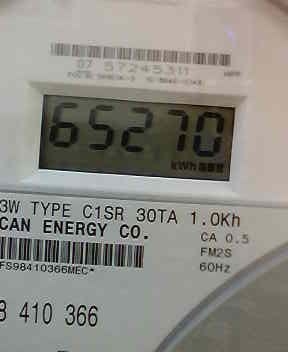 07 57245311
65270
kWh
3W TYPE C1SR 30TA 1.0Kh
CAN ENERGY CO.
CA 0.5
FM2S
FS98410366MEC*
60Hz
8 410 366